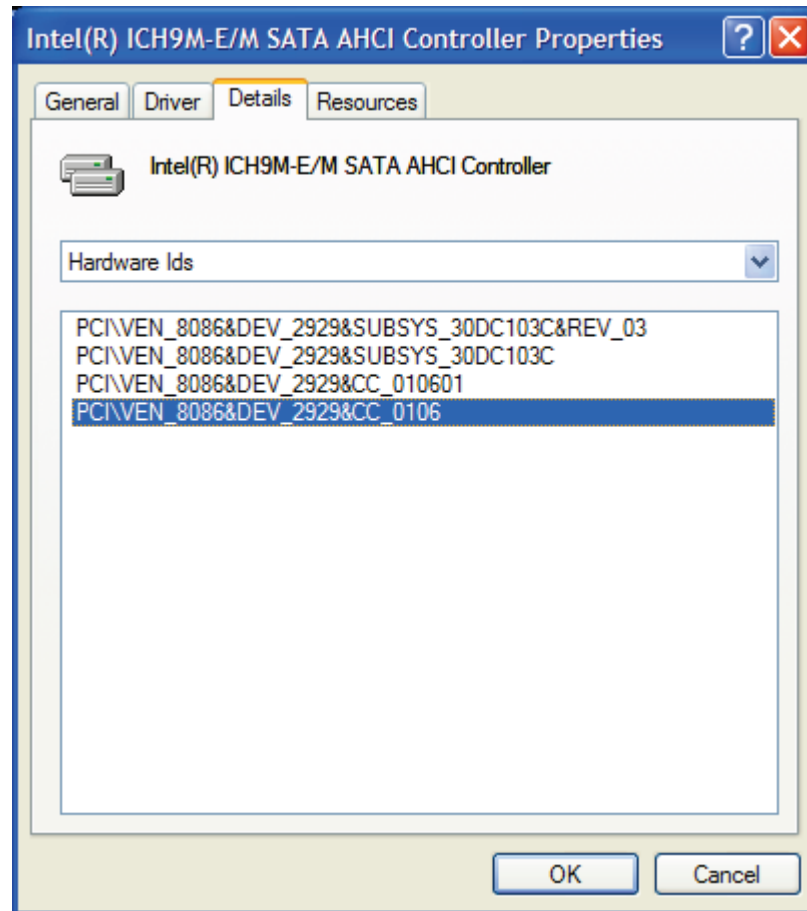 Intel(R) ICH9M-E/M SATA AHCI Controller Properties
General Driver Details Resources
Intel(R) ICH9M-E/M SATA AHCI Controller
Hardware Ids
PCI\VEN_8086&DEV_2929&SUBSYS_30DC103C&REV_03
PCI\VEN_8086&DEV_2929&SUBSYS_30DC103C
PCI\VEN_8086&DEV_2929&CC_010601
PCI\VEN_8086&DEV_2929&CC_0106
OK Cancel